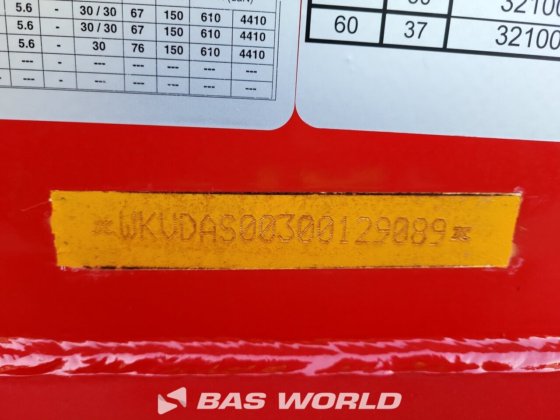 5.6 - 30 / 30 67 150 610 4410
5.6 - 30 / 30 67 150 610 4410
5.6 - 30 76 150 610 4410
--- - --- --- --- --- ---
--- - --- --- --- --- ---
32100
60 37 32100
WKVDAS00300129089
BAS WORLD